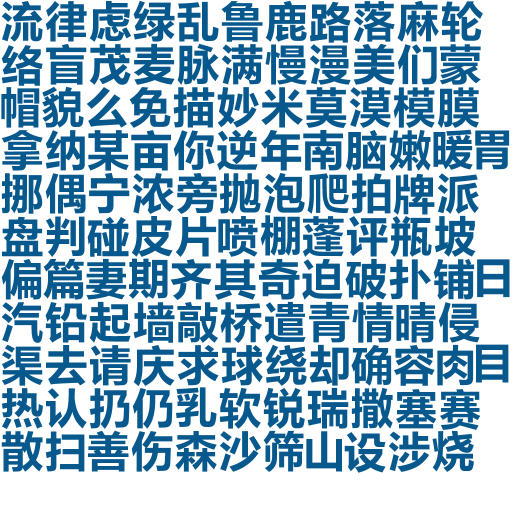 流律虑绿乱鲁鹿路落麻轮
络盲茂麦脉满慢漫美们蒙
帽貌么免描妙米莫漠模膜
拿纳某亩你逆年南脑嫩暖胃
挪偶宁浓旁抛泡爬拍牌派
盘判碰皮片喷棚蓬评瓶坡
偏篇妻期齐其奇迫破扑铺日
汽铅起墙敲桥遣青情晴侵
渠去请庆求球绕却确容肉目
热认扔仍乳软锐瑞撒塞赛
散扫善伤森沙筛山设涉烧